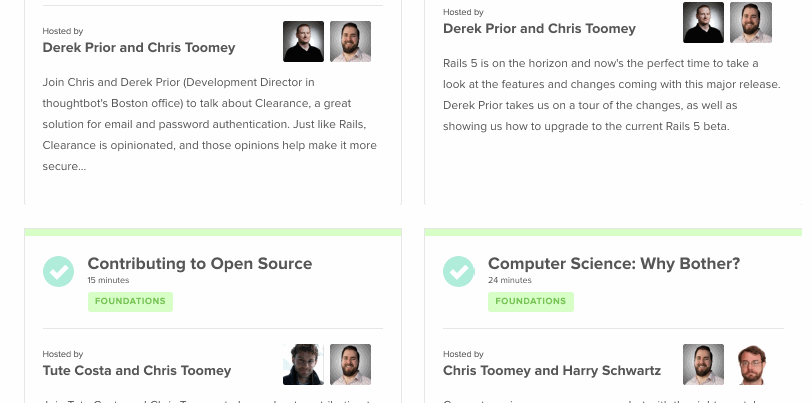 Hosted by
Derek Prior and Chris Toomey
Join Chris and Derek Prior (Development Director in
thoughtbot's Boston office) to talk about Clearance, a great
solution for email and password authentication. Just like Rails,
Clearance is opinionated, and those opinions help make it more
secure...
Hosted by
Derek Prior and Chris Toomey
Rails 5 is on the horizon and now's the perfect time to take a
look at the features and changes coming with this major release.
Derek Prior takes us on a tour of the changes, as well as
showing us how to upgrade to the current Rails 5 beta.
Contributing to Open Source
15 minutes
FOUNDATIONS
Hosted by
Tute Costa and Chris Toomey
Computer Science: Why Bother?
24 minutes
FOUNDATIONS
Hosted by
Chris Toomey and Harry Schwartz